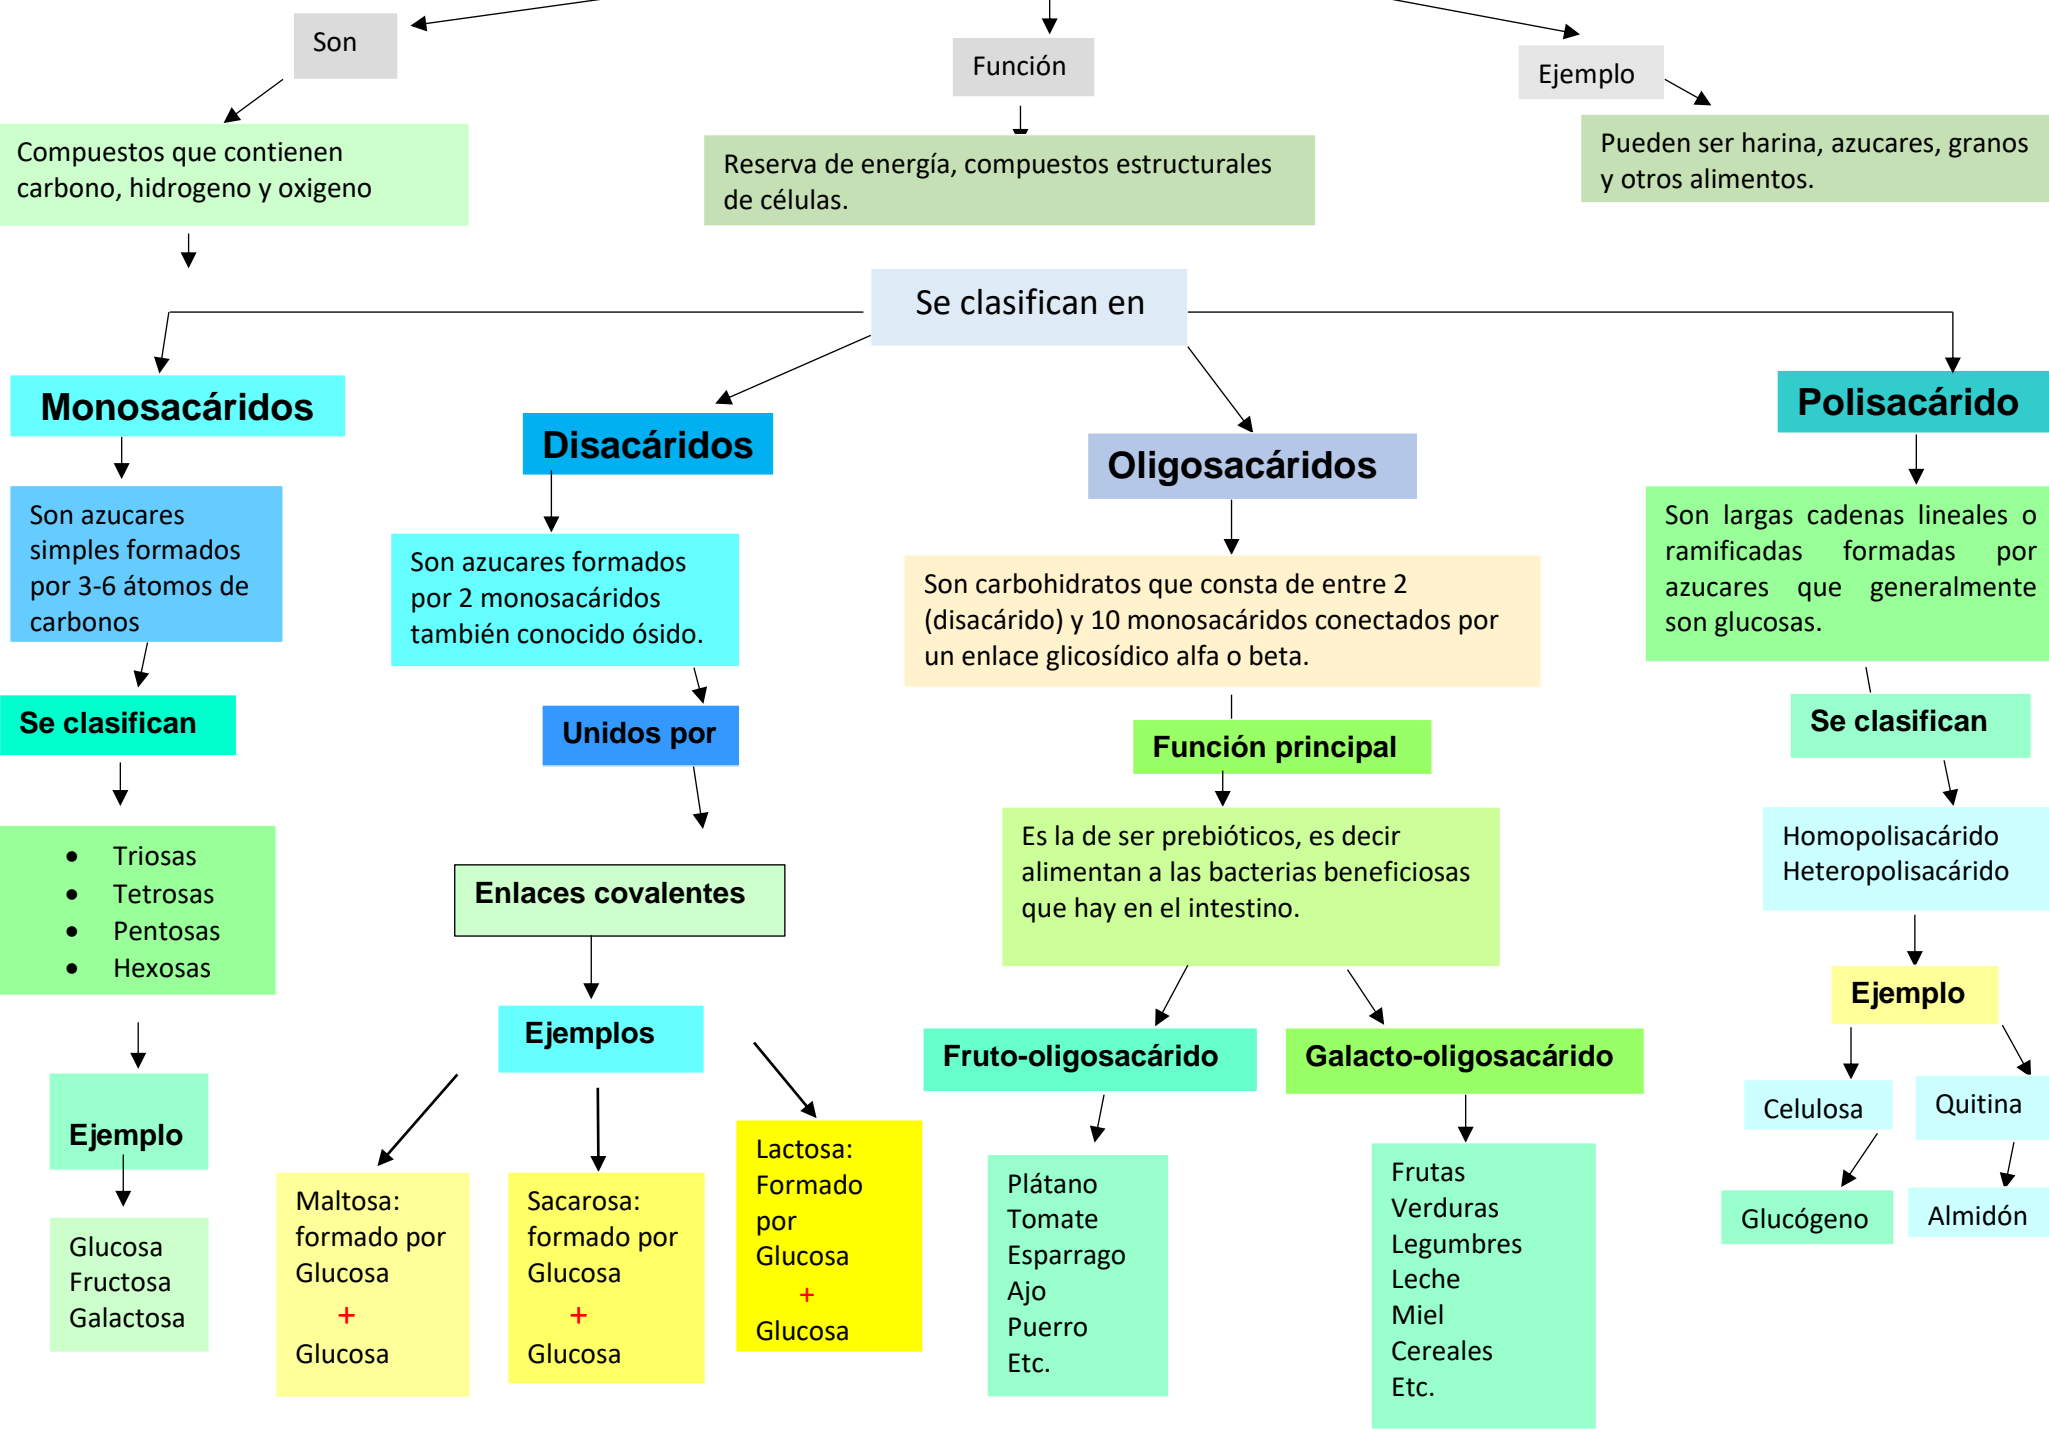 Son
Función
Ejemplo
Compuestos que contienen
carbono, hidrogeno y oxigeno
Reserva de energía, compuestos estructurales
de células.
Pueden ser harina, azucares, granos
y otros alimentos.
Se clasifican en
Monosacáridos
Son azucares
simples formados
por 3-6 átomos de
carbonos
Se clasifican
• Triosas
• Tetrosas
• Pentosas
• Hexosas
Ejemplo
Glucosa
Fructosa
Galactosa
Disacáridos
Son azucares formados
por 2 monosacáridos
también conocido ósido.
Unidos por
Enlaces covalentes
Ejemplos
Maltosa:
formado por
Glucosa
+
Glucosa
Sacarosa:
formado por
Glucosa
+
Glucosa
Lactosa:
Formado
por
Glucosa
+
Glucosa
Oligosacáridos
Son carbohidratos que consta de entre 2
(disacárido) y 10 monosacáridos conectados por
un enlace glicosídico alfa o beta.
Función principal
Es la de ser prebióticos, es decir
alimentan a las bacterias beneficiosas
que hay en el intestino.
Fruto-oligosacárido
Plátano
Tomate
Esparrago
Ajo
Puerro
Etc.
Galacto-oligosacárido
Frutas
Verduras
Legumbres
Leche
Miel
Cereales
Etc.
Polisacárido
Son largas cadenas lineales o
ramificadas formadas por
azucares que generalmente
son glucosas.
Se clasifican
Homopolisacárido
Heteropolisacárido
Ejemplo
Celulosa
Quitina
Glucógeno
Almidón